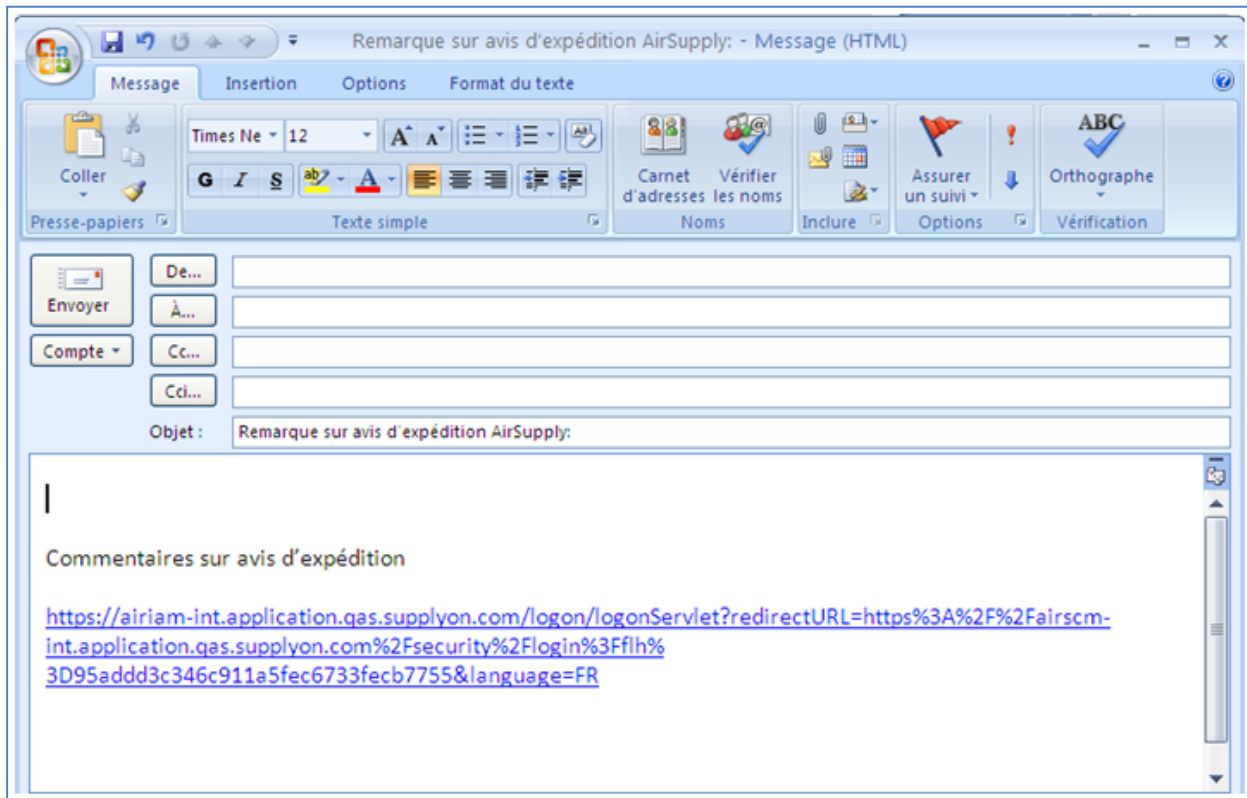 Remarque sur avis d'expédition AirSupply: - Message (HTML)
Message Insertion Options Format du texte
Times Ne 12
Coller
G I S
ab
A
Carnet d'adresses
Vérifier les noms
Assurer un suivi
ABC
Orthographe
Presse-papiers Texte simple Noms Inclure Options Vérification
Envoyer
De...
À...
Compte
Cc...
Cci...
Objet : Remarque sur avis d'expédition AirSupply:
Commentaires sur avis d’expédition
https://airiam-int.application.qas.supplyon.com/logon/logonServlet?redirectURL=https%3A%2F%2Fairscm-
int.application.qas.supplyon.com%2Fsecurity%2Flogin%3Fflh%
3D95addd3c346c911a5fec6733fecb7755&language=FR